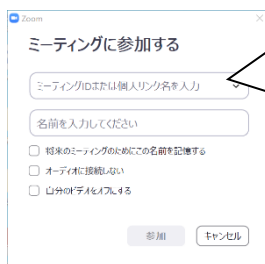 Zoom
ミーティングに参加する
ミーティングIDまたは個人リンク名を入力
名前を入力してください
将来のミーティングのためにこの名前を記憶する
オーディオに接続しない
自分のビデオをオフにする
参加
キャンセル